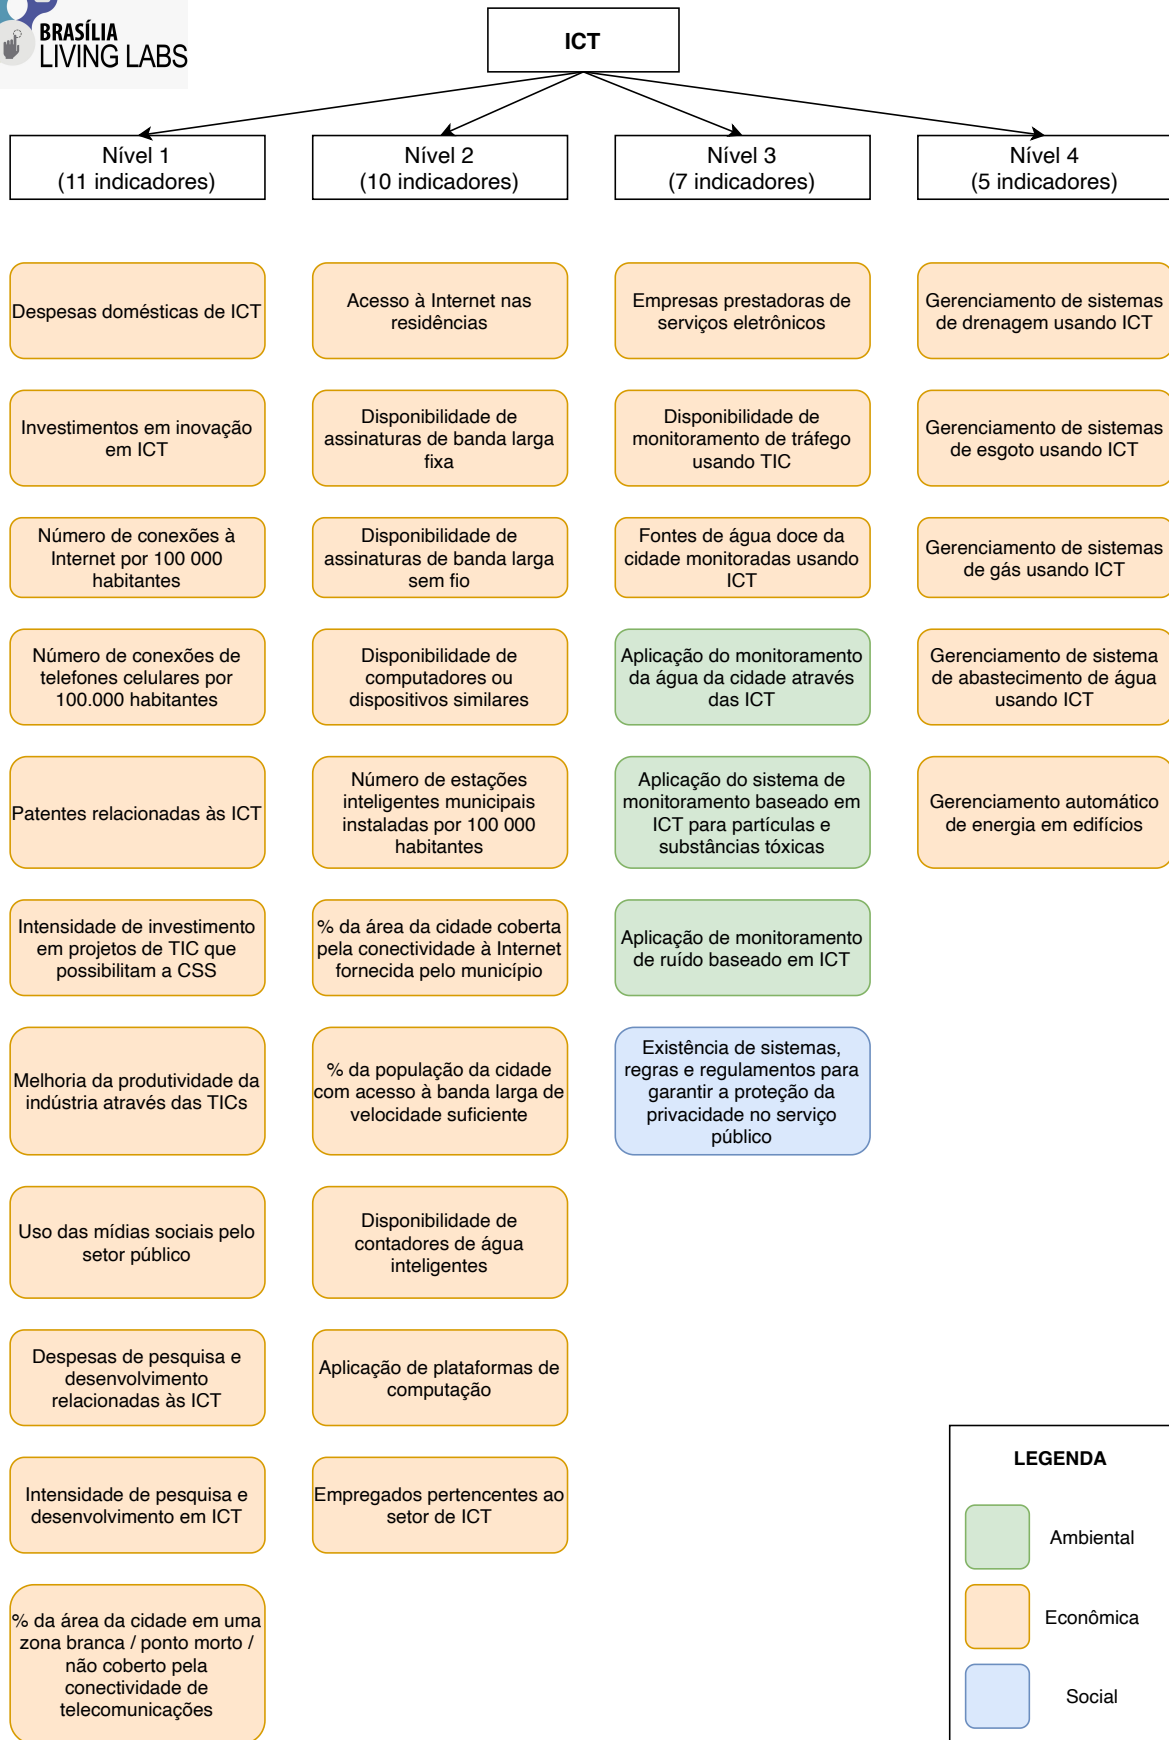 BRASÍLIA
LIVING LABS
ICT
Nível 1
(11 indicadores)
Nível 2
(10 indicadores)
Nível 3
(7 indicadores)
Nível 4
(5 indicadores)
Despesas domésticas de ICT
Investimentos em inovação
em ICT
Número de conexões à
Internet por 100 000
habitantes
Número de conexões de
telefones celulares por
100.000 habitantes
Patentes relacionadas às ICT
Intensidade de investimento
em projetos de TIC que
possibilitam a CSS
Melhoria da produtividade da
indústria através das TICs
Uso das mídias sociais pelo
setor público
Despesas de pesquisa e
desenvolvimento
relacionadas às ICT
Intensidade de pesquisa e
desenvolvimento em ICT
% da área da cidade em uma
zona branca / ponto morto /
não coberto pela
conectividade de
telecomunicações
Acesso à Internet nas
residências
Disponibilidade de
assinaturas de banda larga
fixa
Disponibilidade de
assinaturas de banda larga
sem fio
Disponibilidade de
computadores ou
dispositivos similares
Número de estações
inteligentes municipais
instaladas por 100 000
habitantes
% da área da cidade coberta
pela conectividade à Internet
fornecida pelo município
% da população da cidade
com acesso à banda larga de
velocidade suficiente
Disponibilidade de
contadores de água
inteligentes
Aplicação de plataformas de
computação
Empregados pertencentes ao
setor de ICT
Empresas prestadoras de
serviços eletrônicos
Disponibilidade de
monitoramento de tráfego
usando TIC
Fontes de água doce da
cidade monitoradas usando
ICT
Aplicação do monitoramento
da água da cidade através
das ICT
Aplicação do sistema de
monitoramento baseado em
ICT para partículas e
substâncias tóxicas
Aplicação de monitoramento
de ruído baseado em ICT
Existência de sistemas,
regras e regulamentos para
garantir a proteção da
privacidade no serviço
público
Gerenciamento de sistemas
de drenagem usando ICT
Gerenciamento de sistemas
de esgoto usando ICT
Gerenciamento de sistemas
de gás usando ICT
Gerenciamento de sistema
de abastecimento de água
usando ICT
Gerenciamento automático
de energia em edifícios
LEGENDA
Ambiental
Econômica
Social